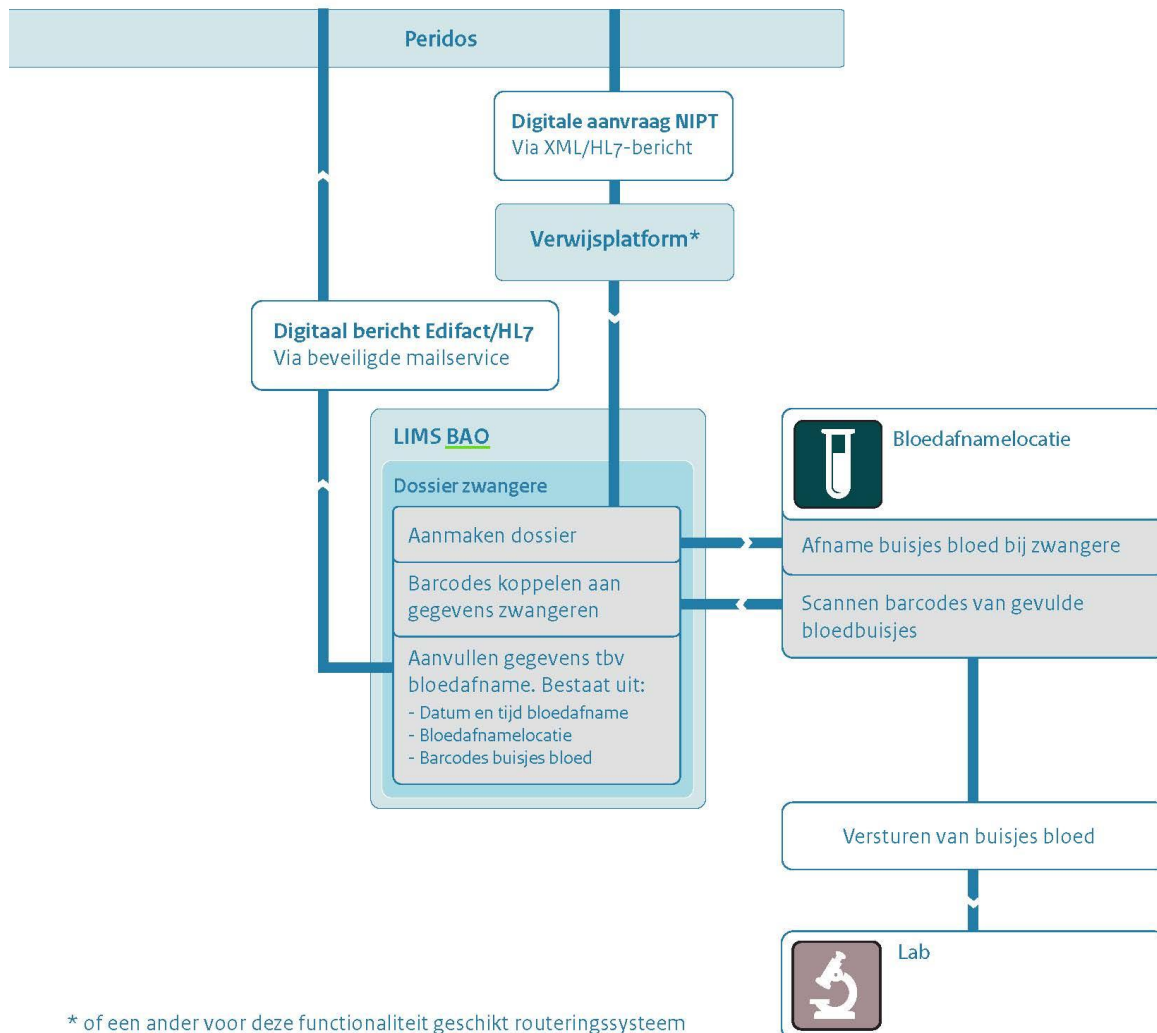 Peridos
Digitale aanvraag NIPT
Via XML/HL7-bericht
Verwijsplatform*
Digitaal bericht Edifact/HL7
Via beveiligde mailservice
LIMS BAO
Dossier zwangere
Aanmaken dossier
Barcodes koppelen aan
gegevens zwangeren
Aanvullen gegevens tbv
bloedafname. Bestaat uit:
- Datum en tijd bloedafname
- Bloedafnamelocatie
- Barcodes buisjes bloed
Bloedafnamelocatie
Afname buisjes bloed bij zwangere
Scannen barcodes van gevulde
bloedbuisjes
Versturen van buisjes bloed
Lab
* of een ander voor deze functionaliteit geschikt routeringssysteem